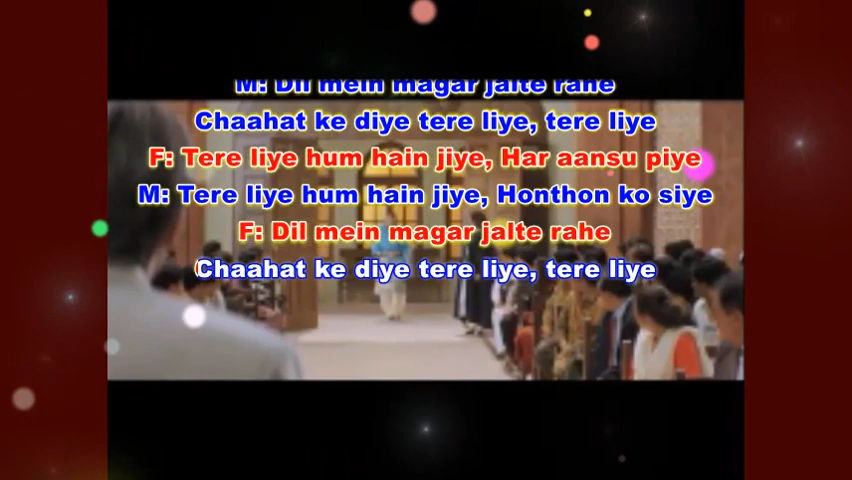 M: Dil mein magar jalte rahe
Chaahat ke diye tere liye, tere liye
F: Tere liye hum hain jiye, Har aansu piye
M: Tere liye hum hain jiye, Honthon ko siye
F: Dil mein magar jalte rahe
Chaahat ke diye tere liye, tere liye